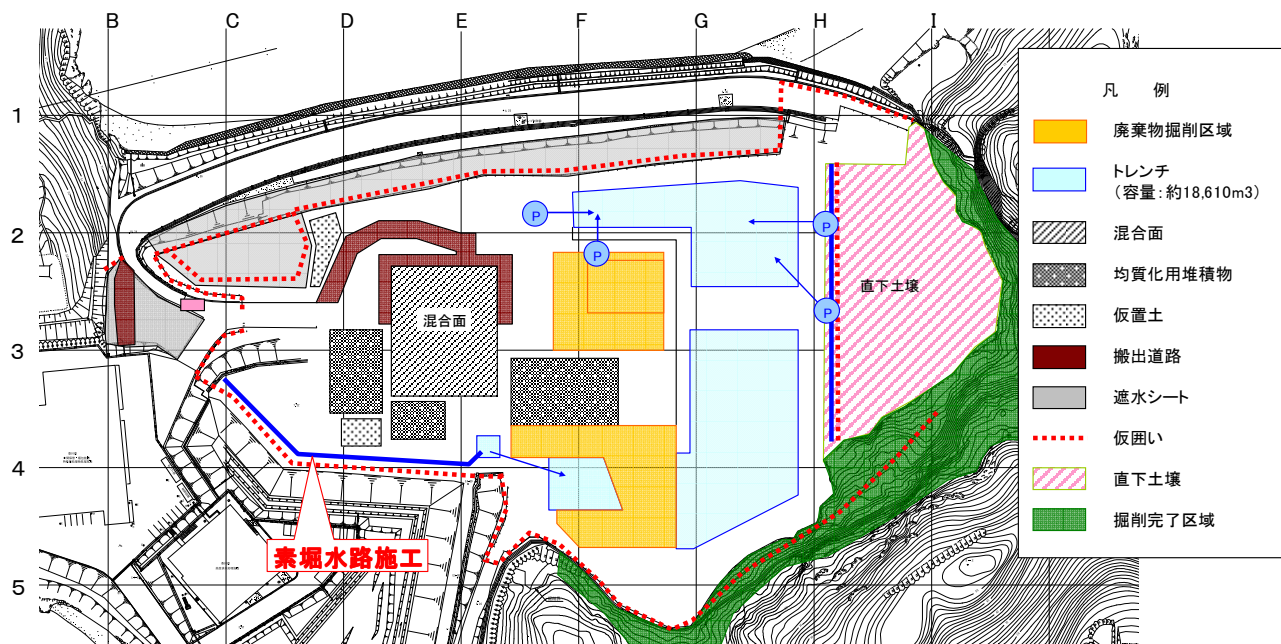 B C D E F G H I
1
2
3
4
5
P
P
P
P
混合面
直下土壌
素堀水路施工
凡 例
廃棄物掘削区域
トレンチ
(容量：約18,610m3)
混合面
均質化用堆積物
仮置土
搬出道路
遮水シート
仮囲い
直下土壌
掘削完了区域